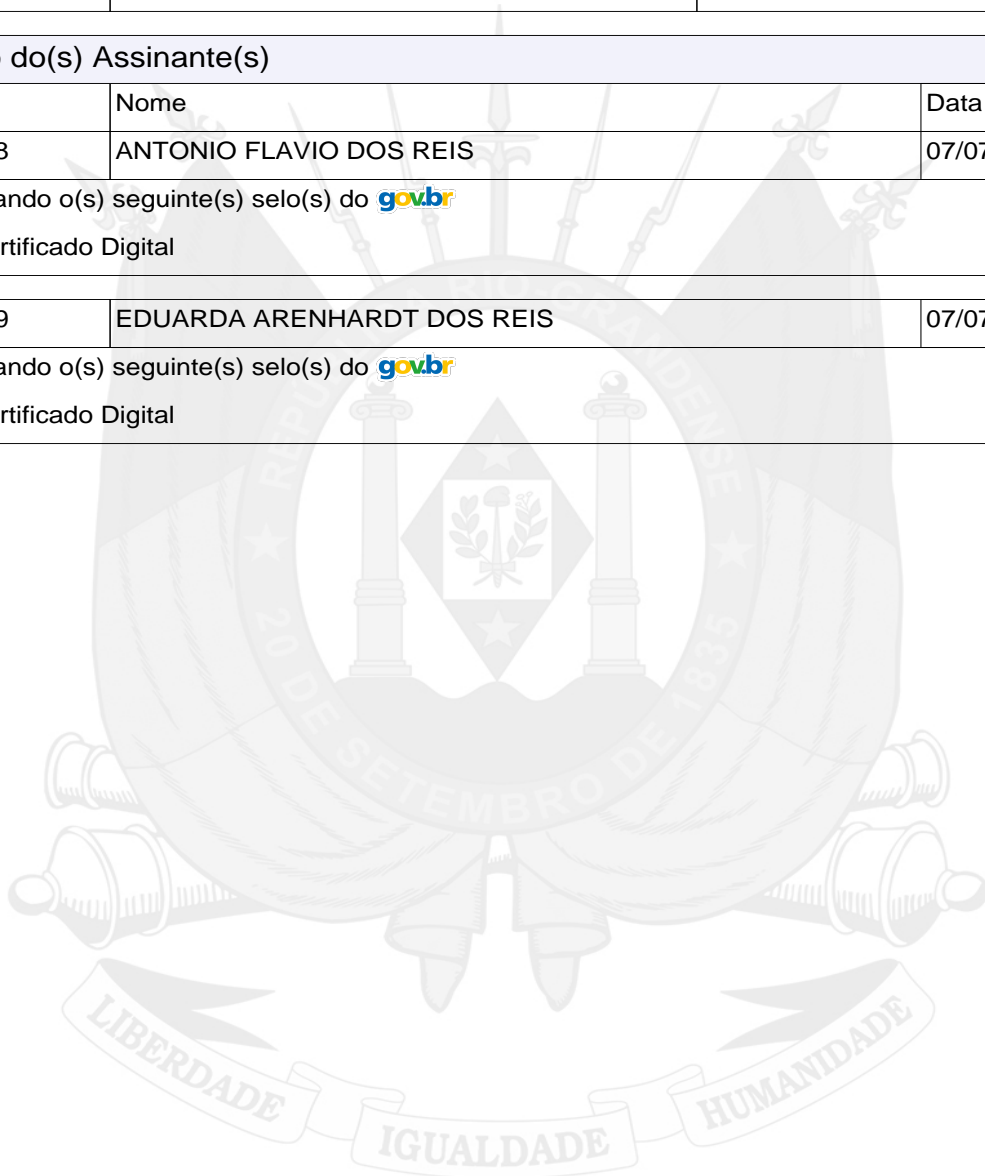 do(s) Assinante(s)
Nome Data
3 ANTONIO FLAVIO DOS REIS 07/07
ando o(s) seguinte(s) selo(s) do gov.br
rtificado Digital
9 EDUARDA ARENHARDT DOS REIS 07/07
ando o(s) seguinte(s) selo(s) do gov.br
rtificado Digital
REPUBLICA RIO-GRANDENSE
20 DE SETEMBRO DE 1835
LIBERDADE IGUALDADE HUMANIDADE